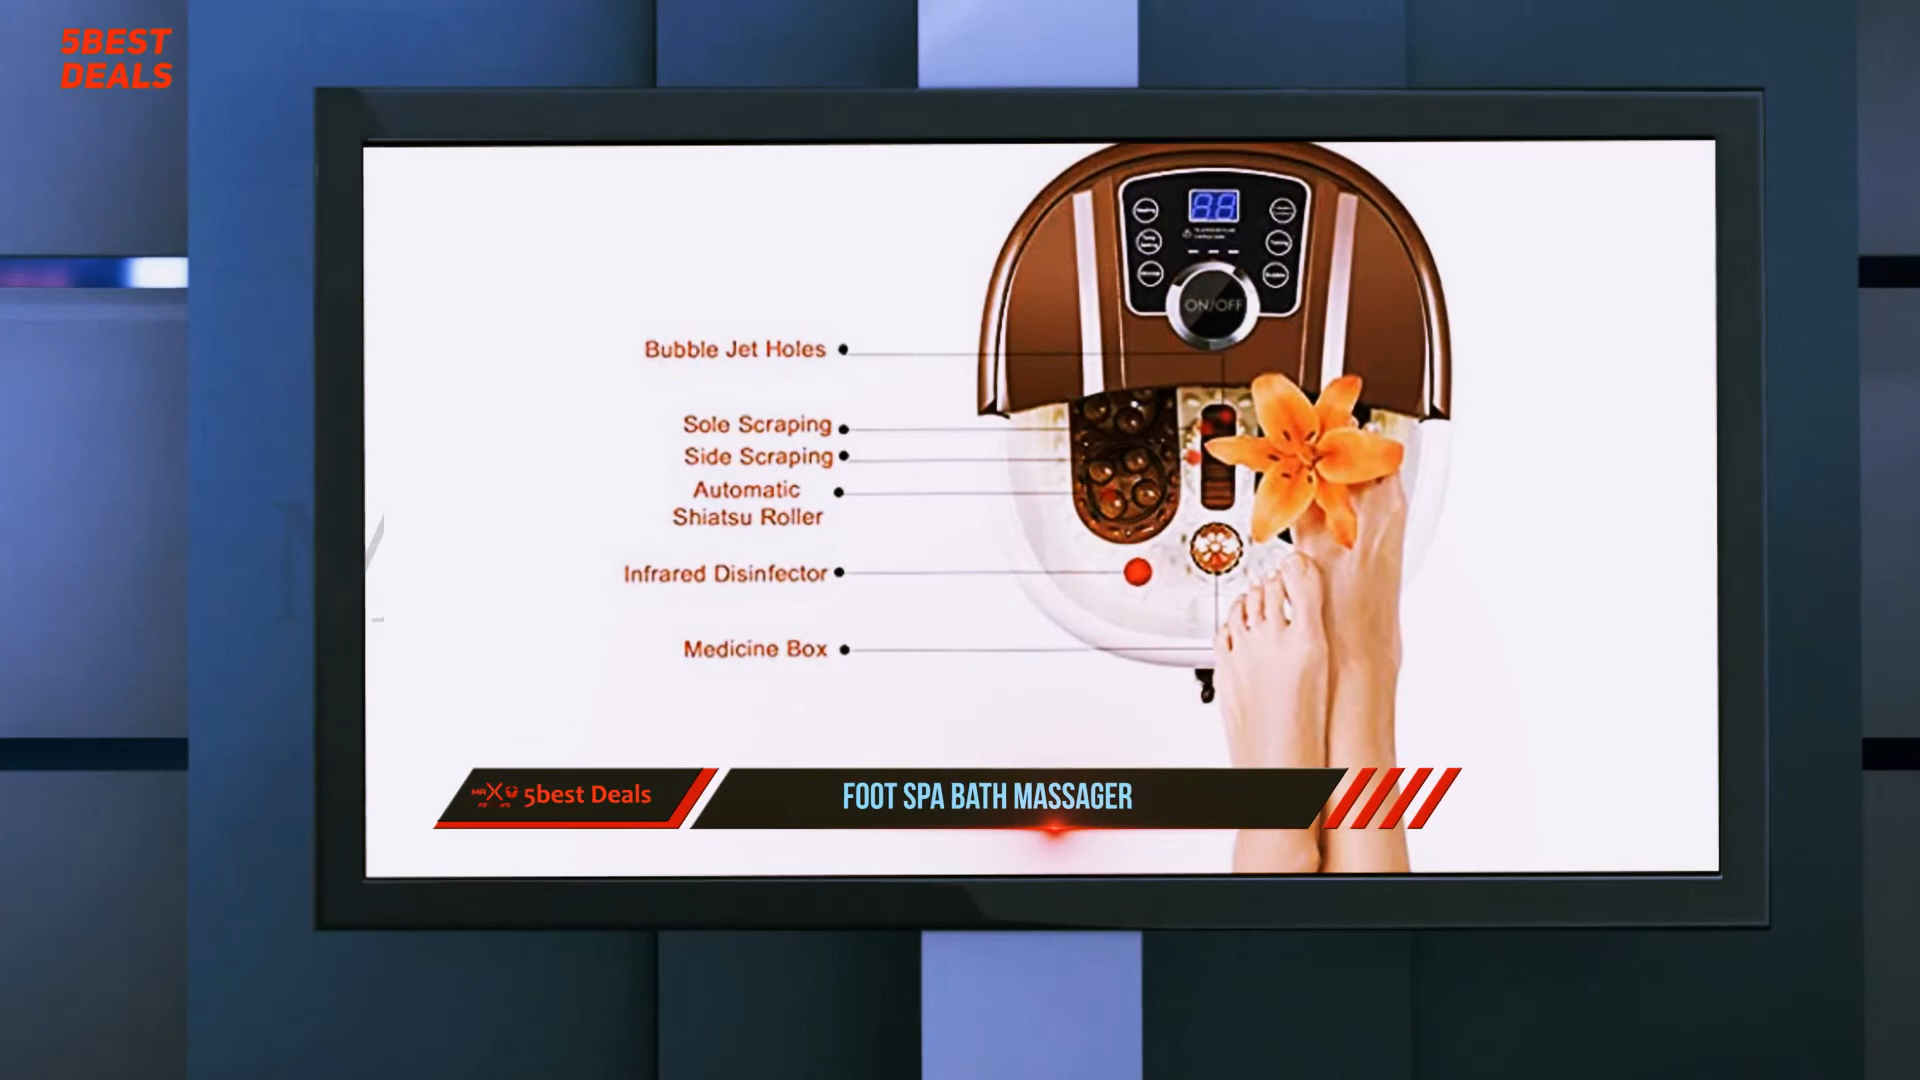 5BEST
DEALS
ON/OFF
Bubble Jet Holes
Sole Scraping
Side Scraping
Automatic
Shiatsu Roller
Infrared Disinfector
Medicine Box
5best Deals
FOOT SPA BATH MASSAGER